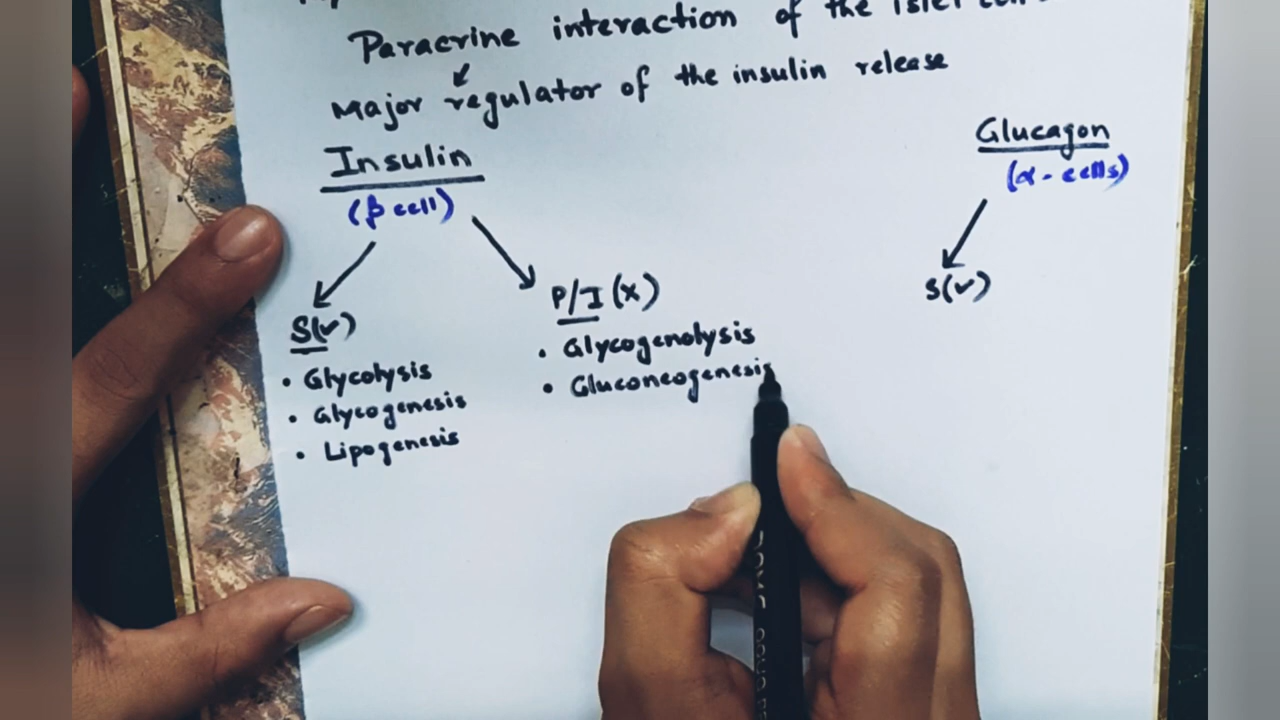 Paracrine interaction of the islet
Major regulator of the insulin release
Insulin
(β cell)
S(✓)
• Glycolysis
• Glycogenesis
• Lipogenesis
P/I (x)
• Glycogenolysis
• Gluconeogenesis
Glucagon
(α - cells)
S(✓)